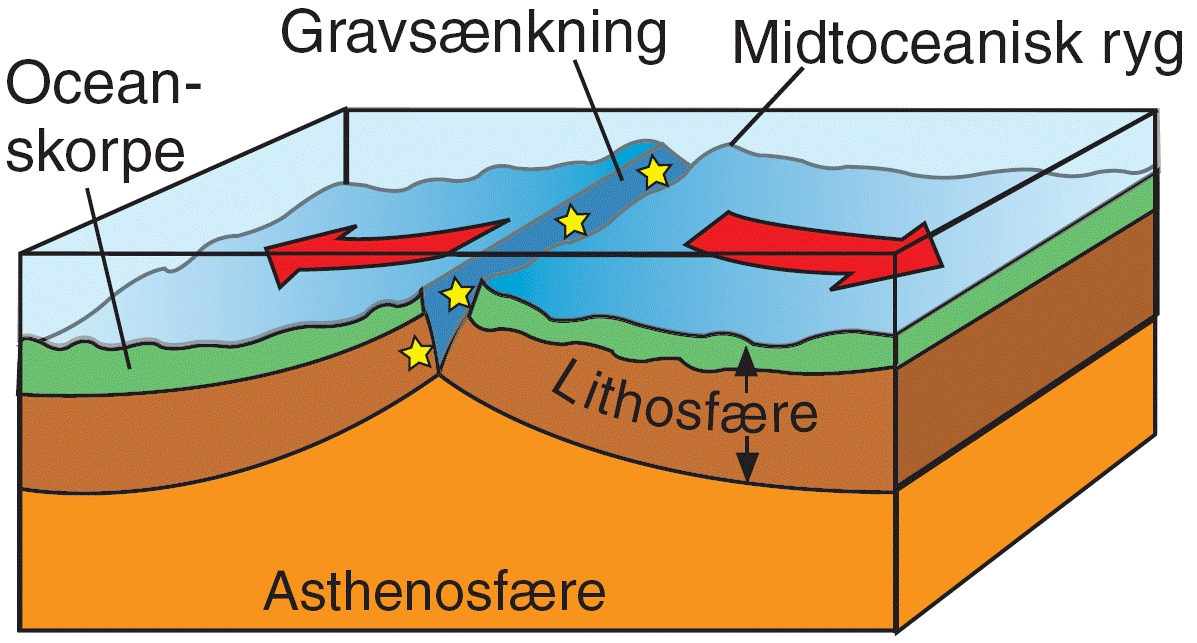 Gravsænkning
Midtoceanisk ryg
Ocean-
skorpe
Lithosfære
Asthenosfære